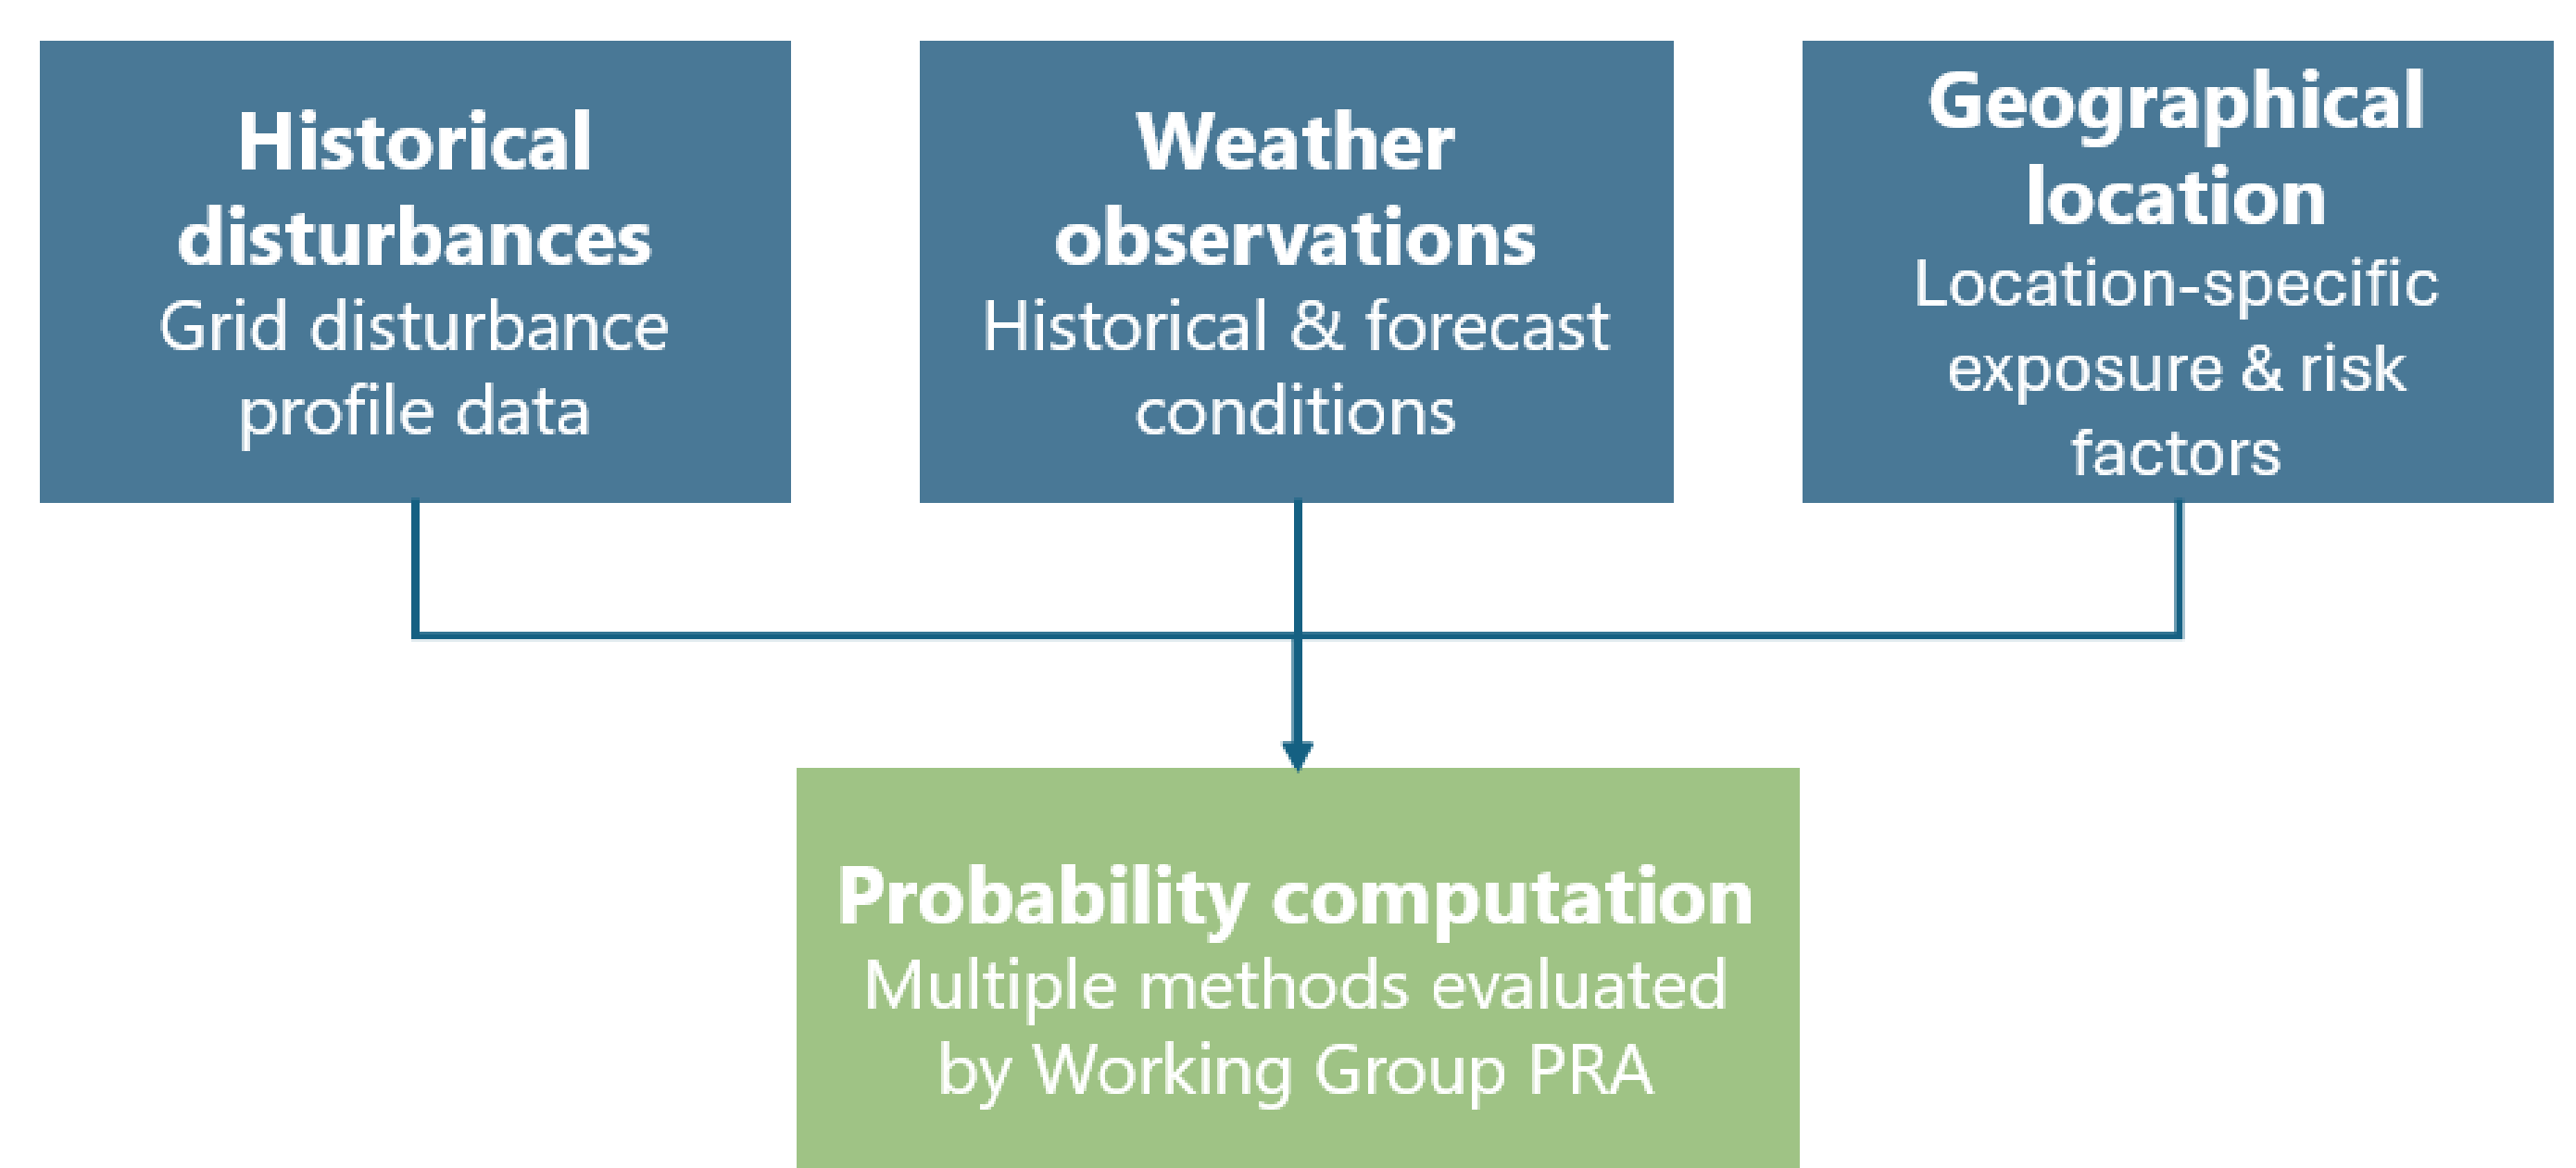 Historical
disturbances
Grid disturbance
profile data
Weather
observations
Historical & forecast
conditions
Geographical
location
Location-specific
exposure & risk
factors
Probability computation
Multiple methods evaluated
by Working Group PRA